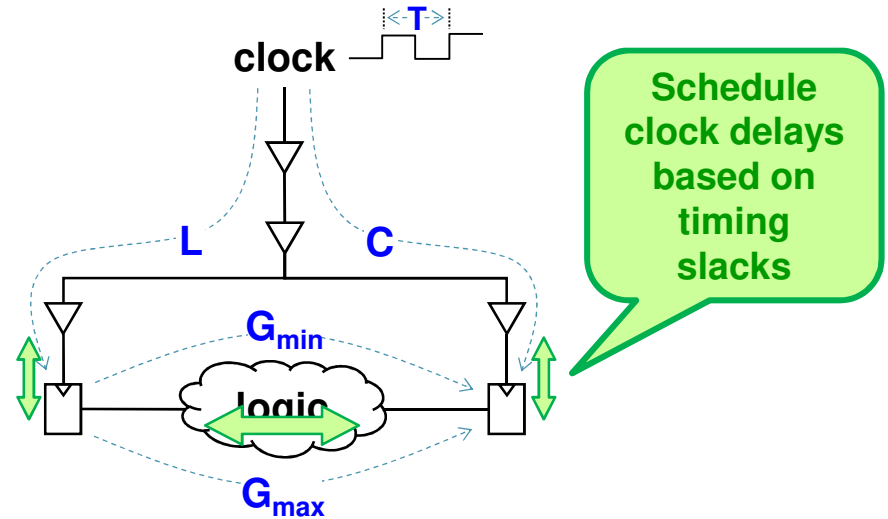 T
clock
Schedule
clock delays
based on
timing
slacks
L
C
Gmin
logic
Gmax